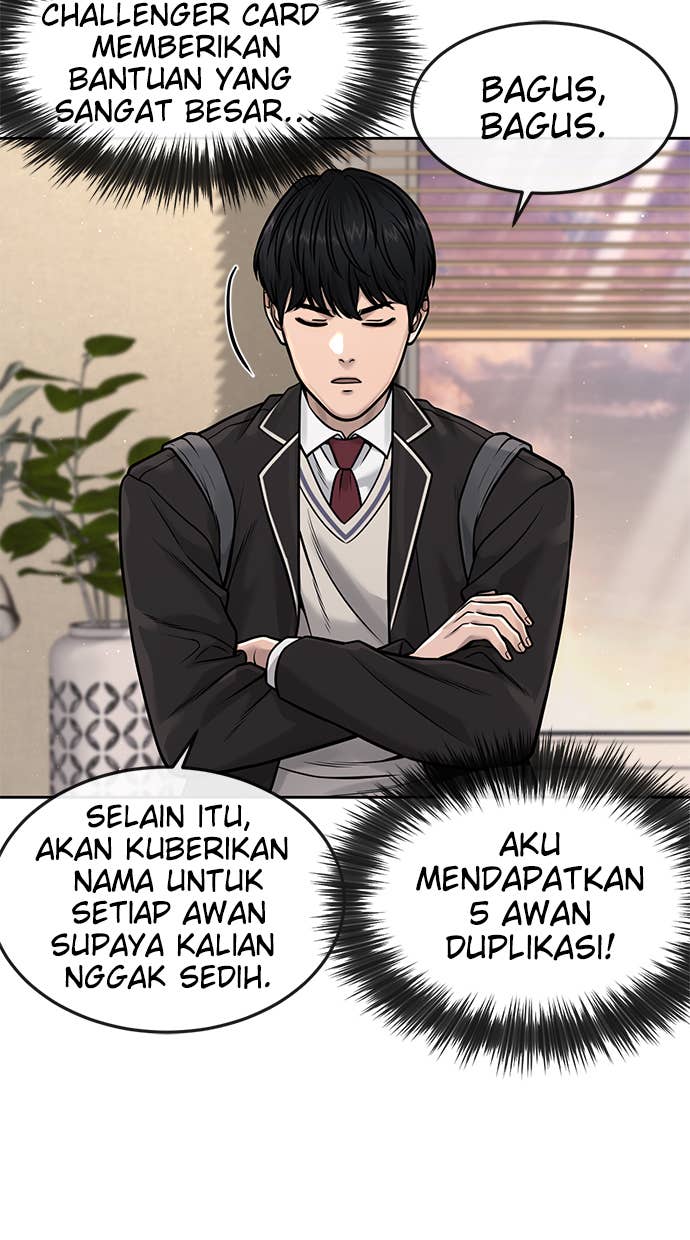 CHALLENGER CARD
MEMBERIKAN
BANTUAN YANG
SANGAT BESAR...
BAGUS,
BAGUS.
SELAIN ITU,
AKAN KUBERIKAN
NAMA UNTUK
SETIAP AWAN
SUPAYA KALIAN
NGGAK SEDIH.
AKU
MENDAPATKAN
5 AWAN
DUPLIKASI!